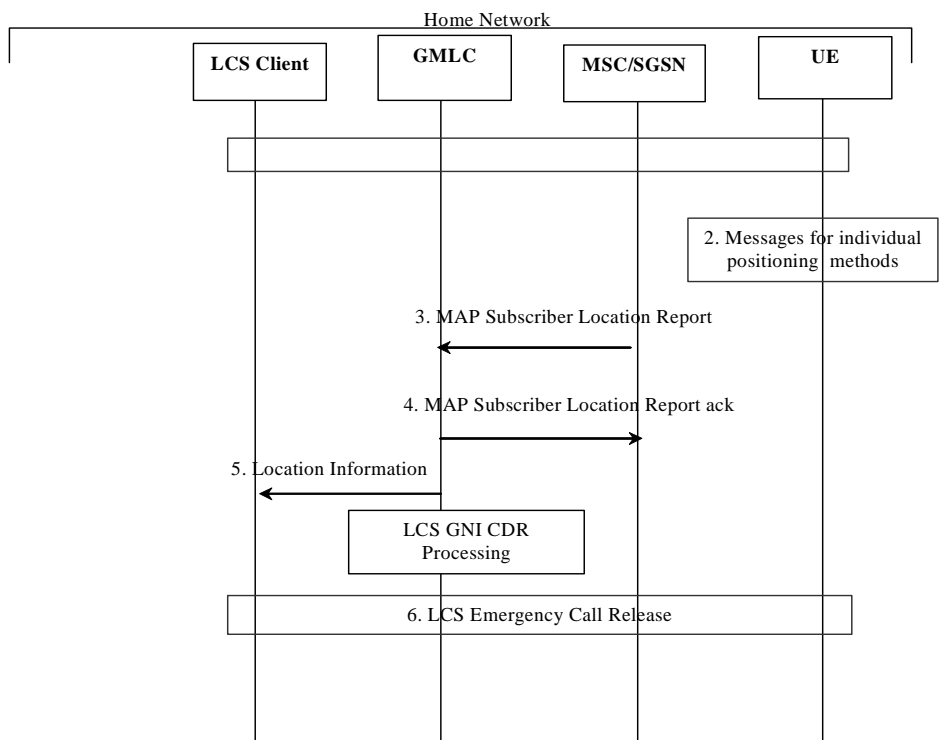 Home Network
LCS Client
GMLC
MSC/SGSN
UE
2. Messages for individual
positioning methods
3. MAP Subscriber Location Report
4. MAP Subscriber Location Report ack
5. Location Information
LCS GNI CDR
Processing
6. LCS Emergency Call Release